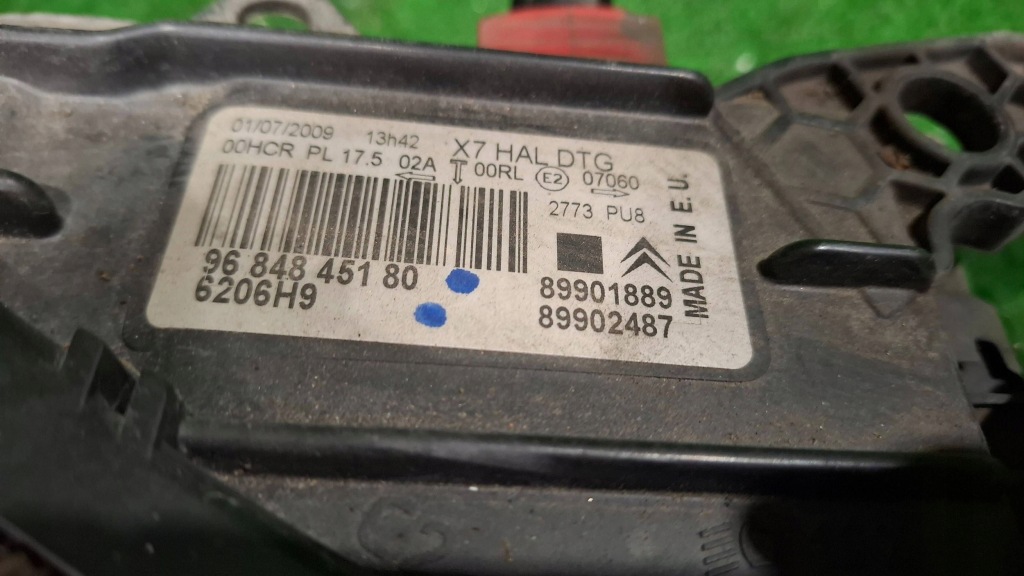 01/07/2009 13h42 X7 HAL DTG
00HCR PL 17.5 02A 00RL E2 07060
2773 PU8
96 848 451 80
6206H9
89901889
89902487
MADE IN E.U.